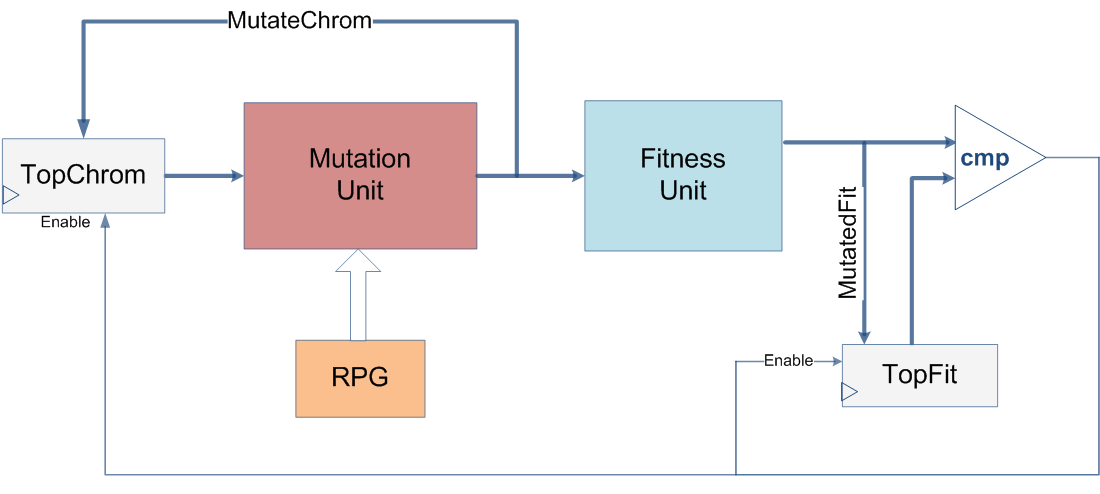 MutateChrom
TopChrom
Enable
Mutation
Unit
RPG
Fitness
Unit
MutatedFit
cmp
Enable
TopFit